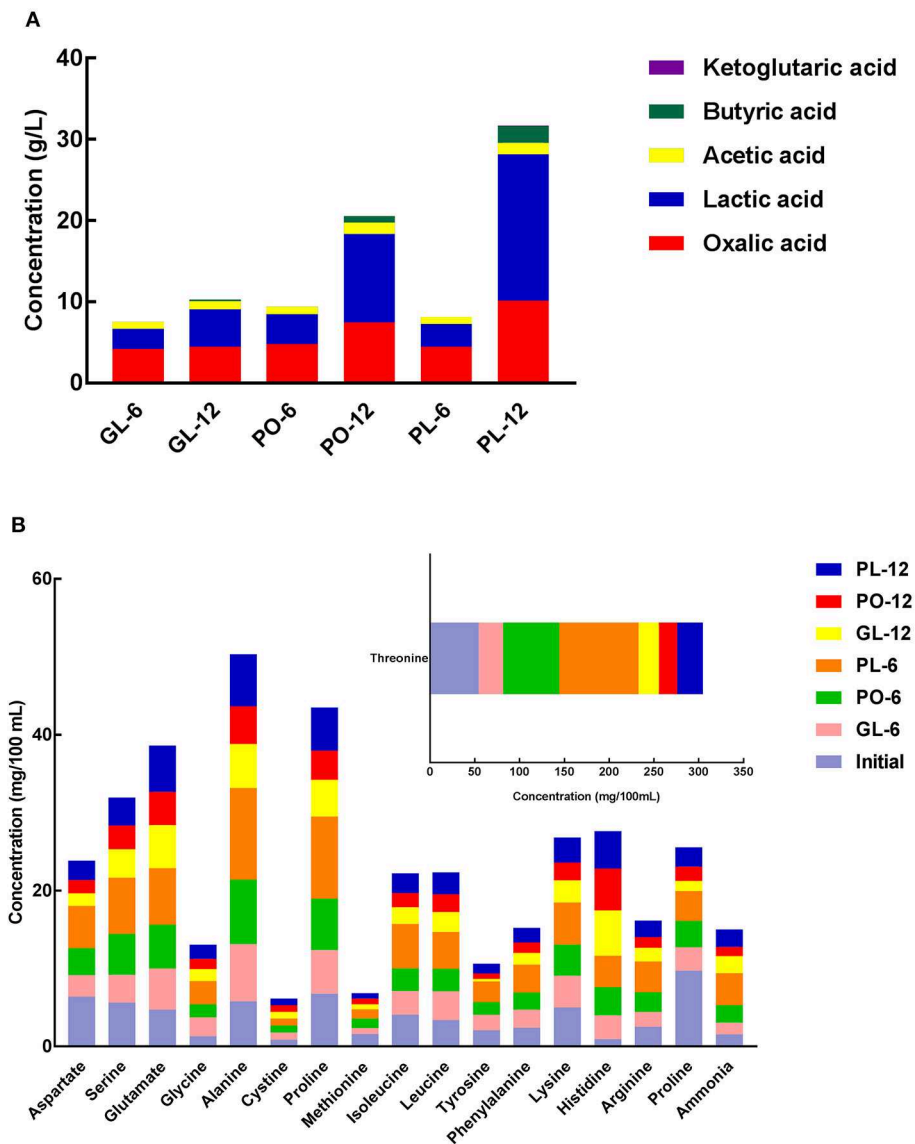 A
Concentration (g/L)
40
30
20
10
0
GL-6
GL-12
PO-6
PO-12
PL-6
PL-12
Ketoglutaric acid
Butyric acid
Acetic acid
Lactic acid
Oxalic acid
B
Concentration (mg/100 mL)
60
40
20
0
Aspartate
Serine
Glutamate
Glycine
Alanine
Cystine
Proline
Methionine
Isoleucine
Leucine
Tyrosine
Phenylalanine
Lysine
Histidine
Arginine
Proline
Ammonia
Threonine
0 50 100 150 200 250 300 350
Concentration (mg/100mL)
PL-12
PO-12
GL-12
PL-6
PO-6
GL-6
Initial